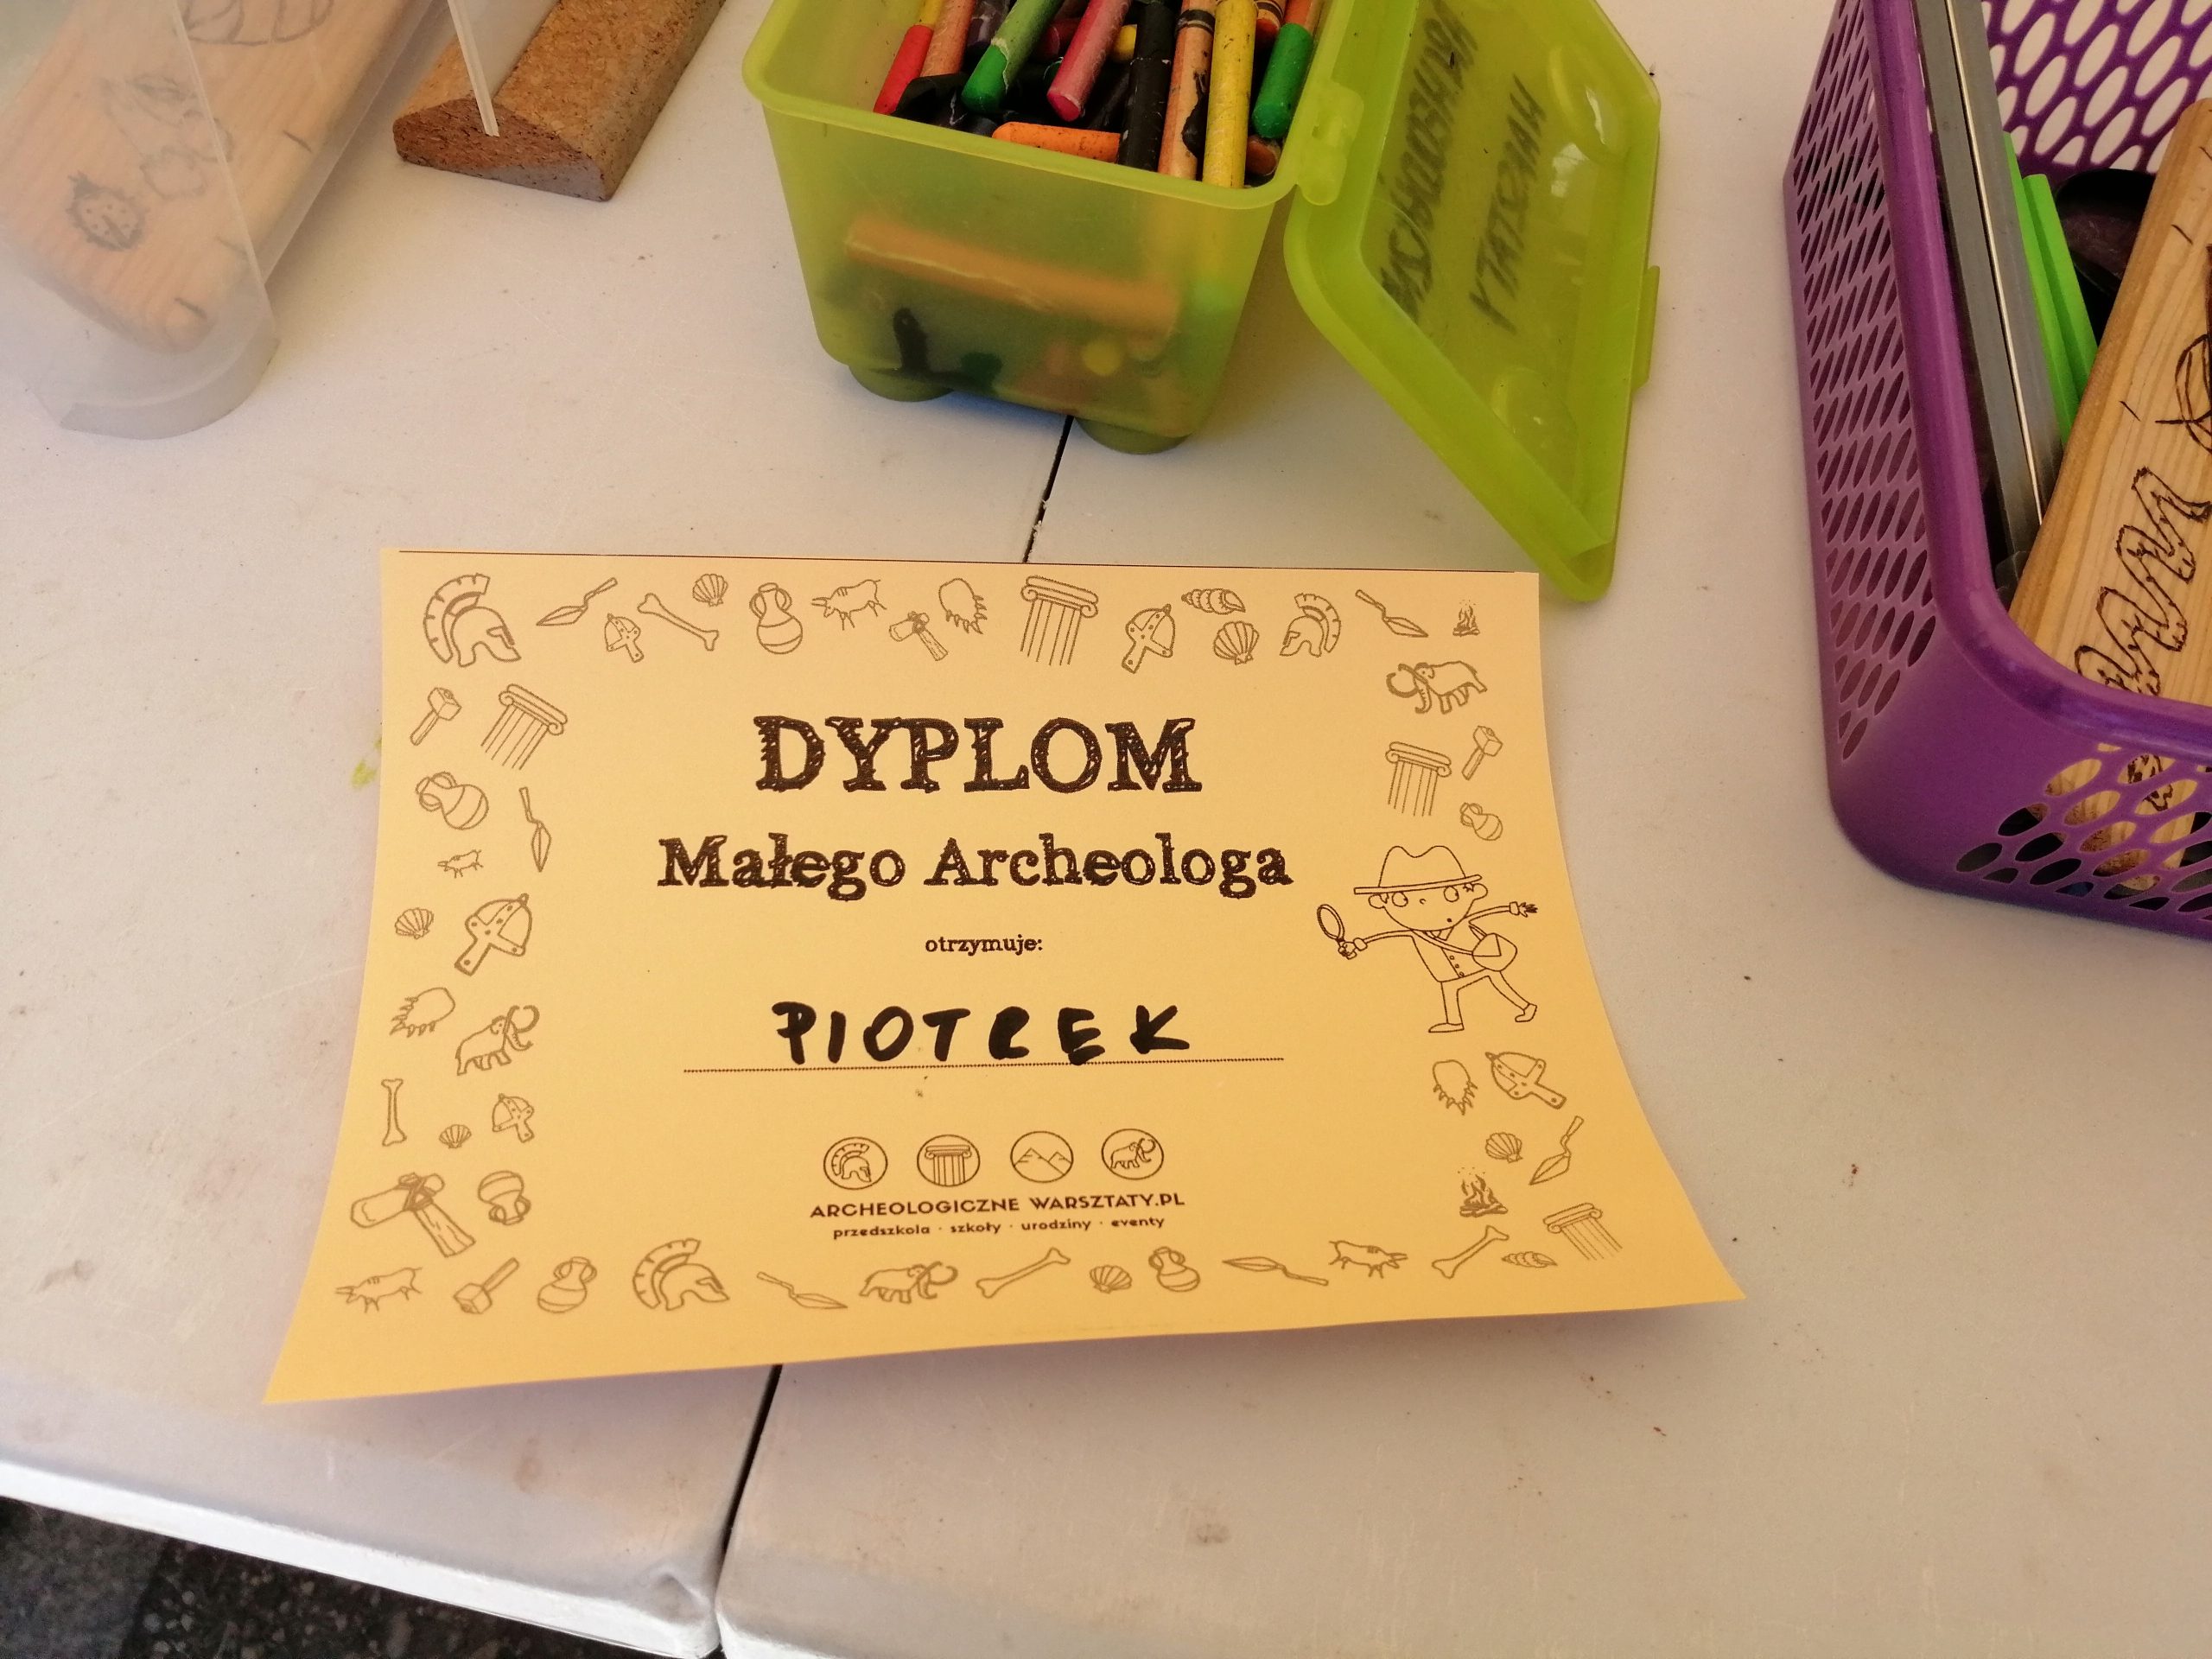 DYPLOM
Małego Archeologa
otrzymuje:
PIOTREK
ARCHEOLOGICZNE WARSZTATY.PL
przedszkola · szkoły · urodziny · eventy